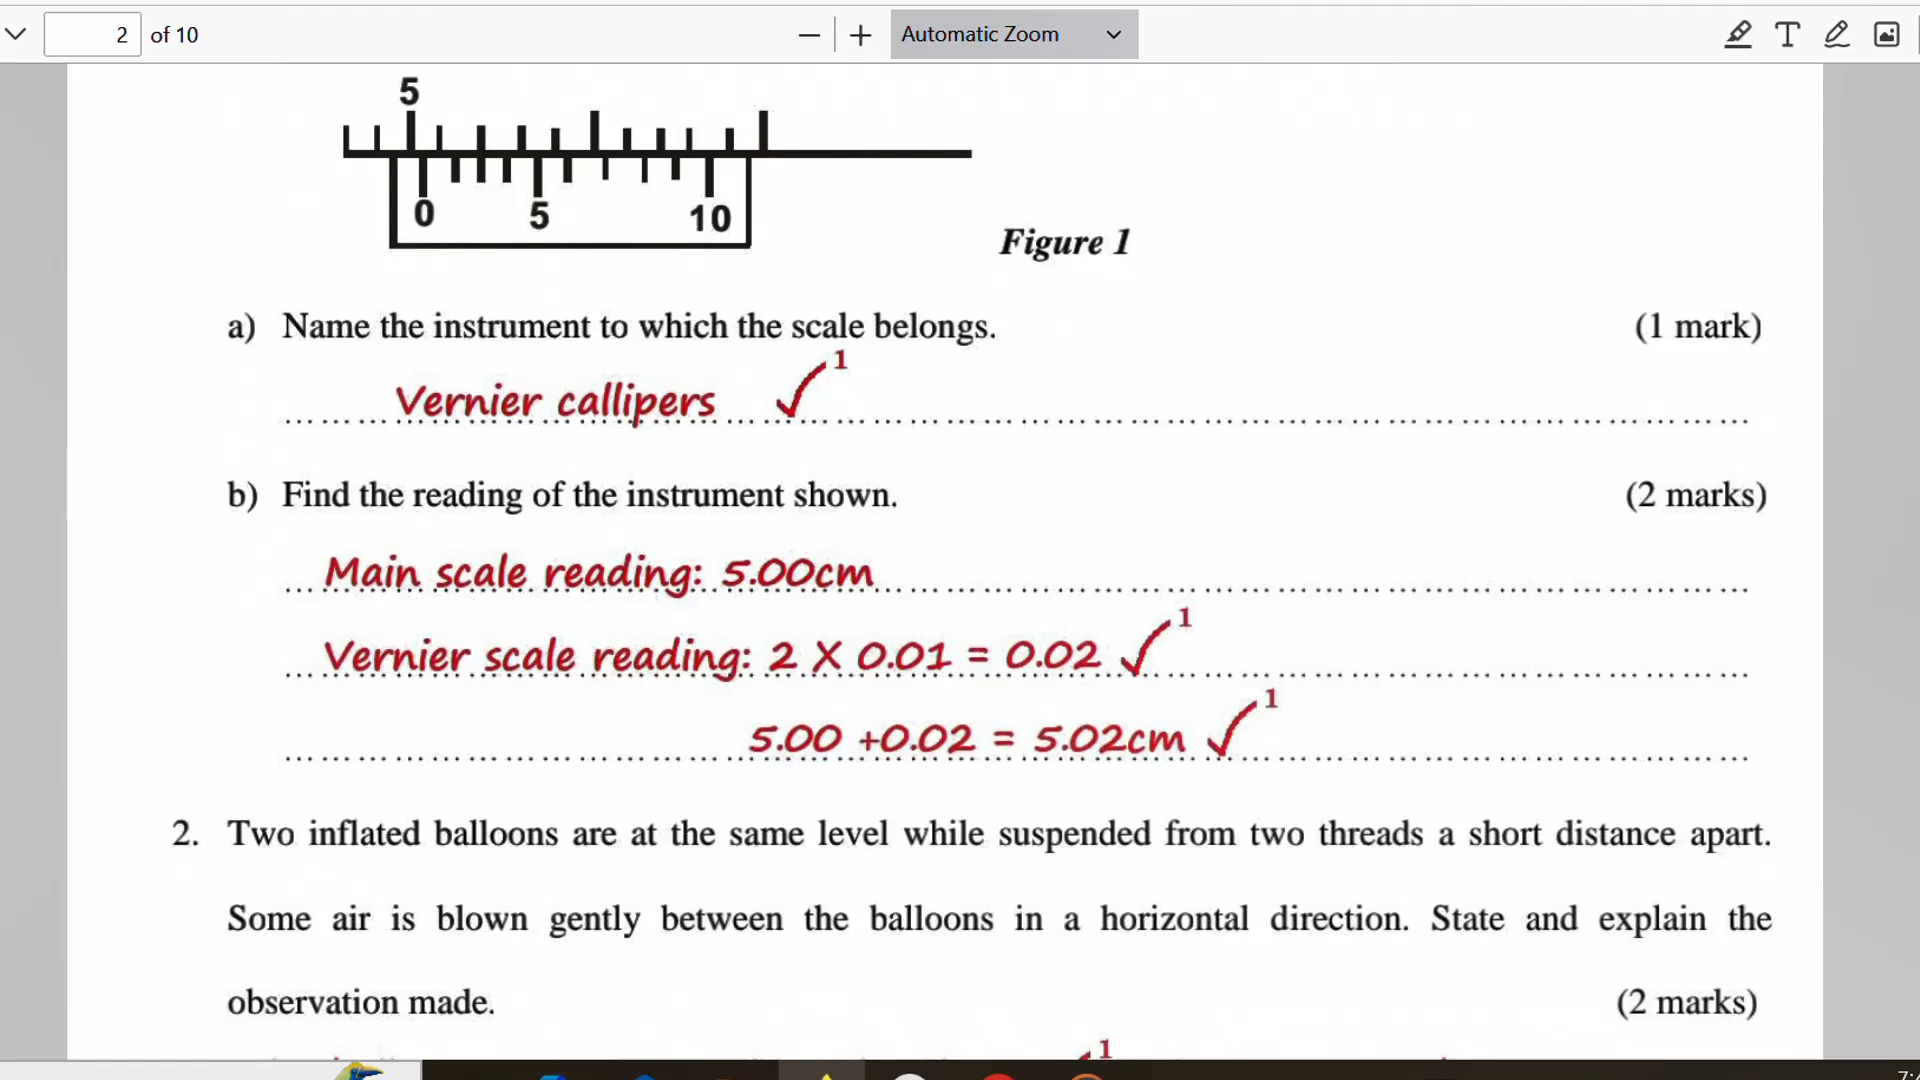 2 of 10 Automatic Zoom
5
0 5 10
Figure 1
a) Name the instrument to which the scale belongs. (1 mark)
Vernier callipers 1
b) Find the reading of the instrument shown. (2 marks)
Main scale reading: 5.00cm
Vernier scale reading: 2 X 0.01 = 0.02 1
5.00 +0.02 = 5.02cm 1
2. Two inflated balloons are at the same level while suspended from two threads a short distance apart.
Some air is blown gently between the balloons in a horizontal direction. State and explain the
observation made. (2 marks)
1